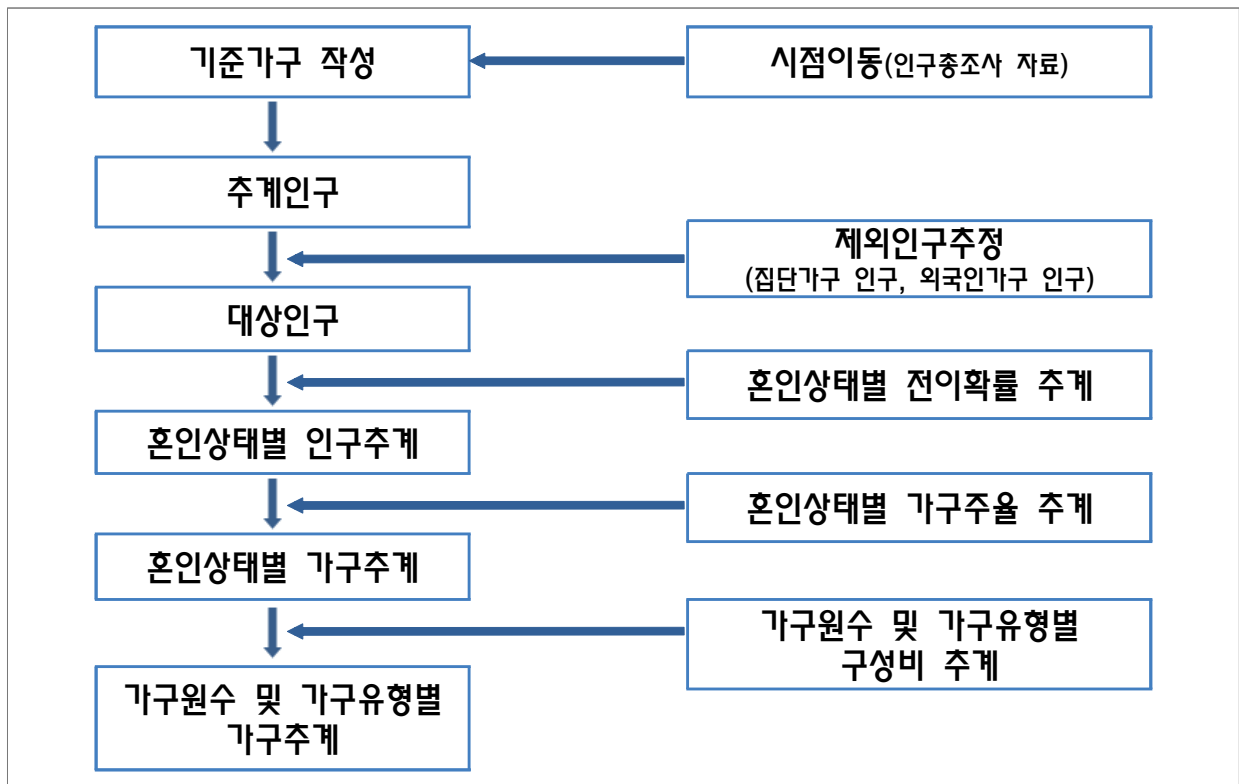 기준가구 작성
시점이동(인구총조사 자료)
추계인구
제외인구추정
(집단가구 인구, 외국인가구 인구)
대상인구
혼인상태별 전이확률 추계
혼인상태별 인구추계
혼인상태별 가구주율 추계
혼인상태별 가구추계
가구원수 및 가구유형별
구성비 추계
가구원수 및 가구유형별
가구추계